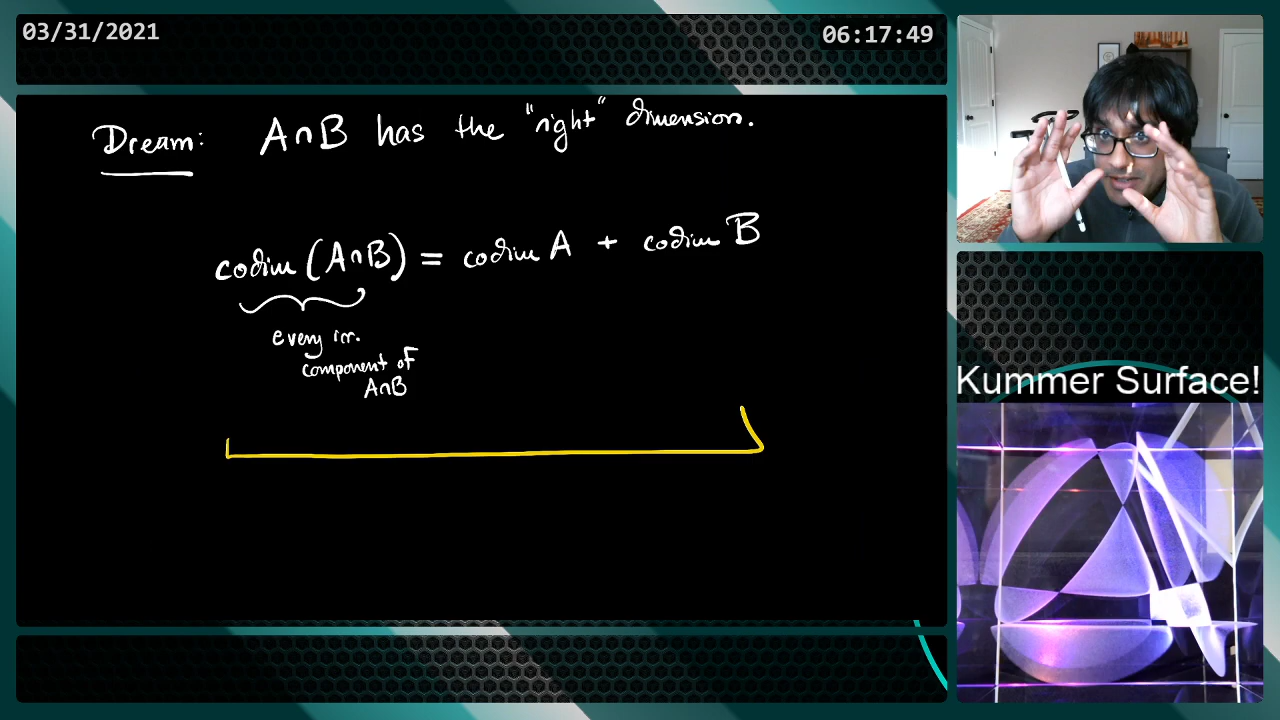 03/31/2021
06:17:49
Dream: A∩B has the "right" dimension.
codim (A∩B) = codim A + codim B
every irr.
component of
A∩B
Kummer Surface!